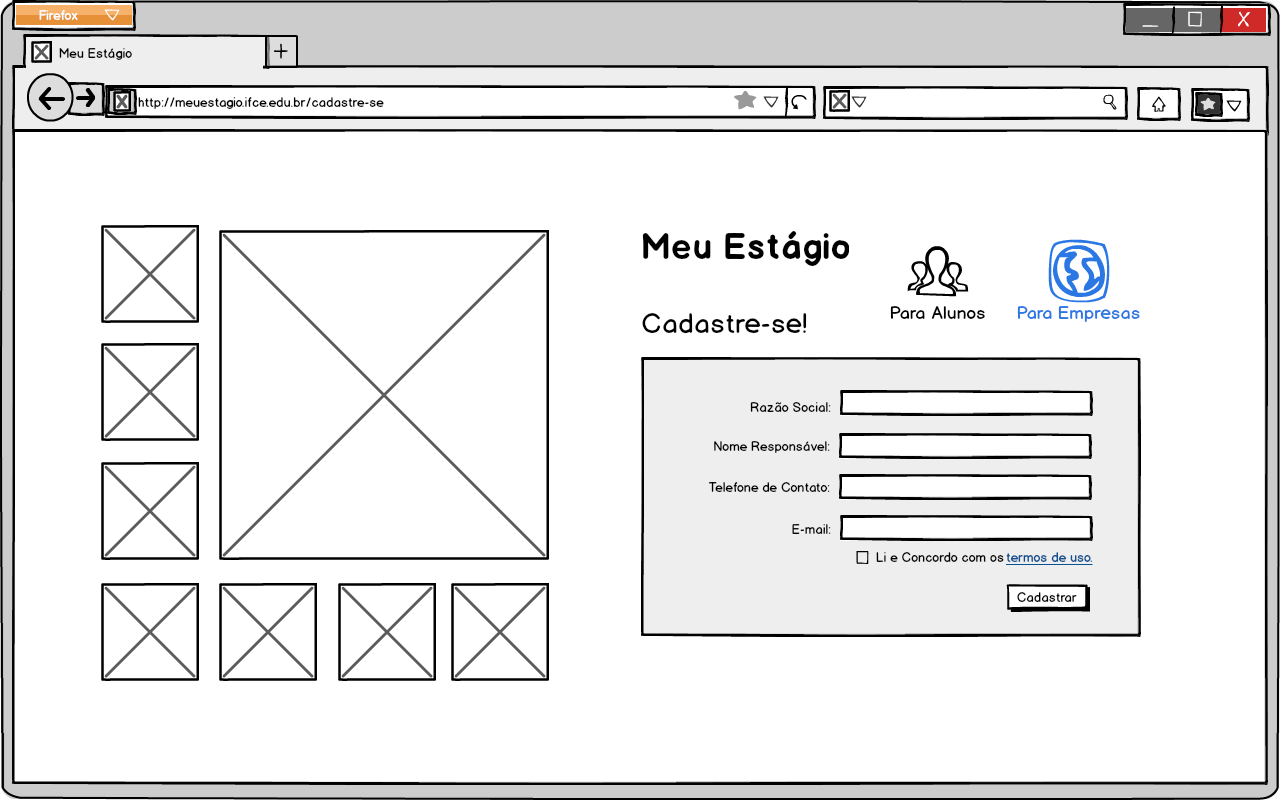 Firefox
Meu Estágio
http://meuestagio.ifce.edu.br/cadastre-se
Meu Estágio
Para Alunos
Para Empresas
Cadastre-se!
Razão Social:
Nome Responsável:
Telefone de Contato:
E-mail:
Li e Concordo com os termos de uso.
Cadastrar